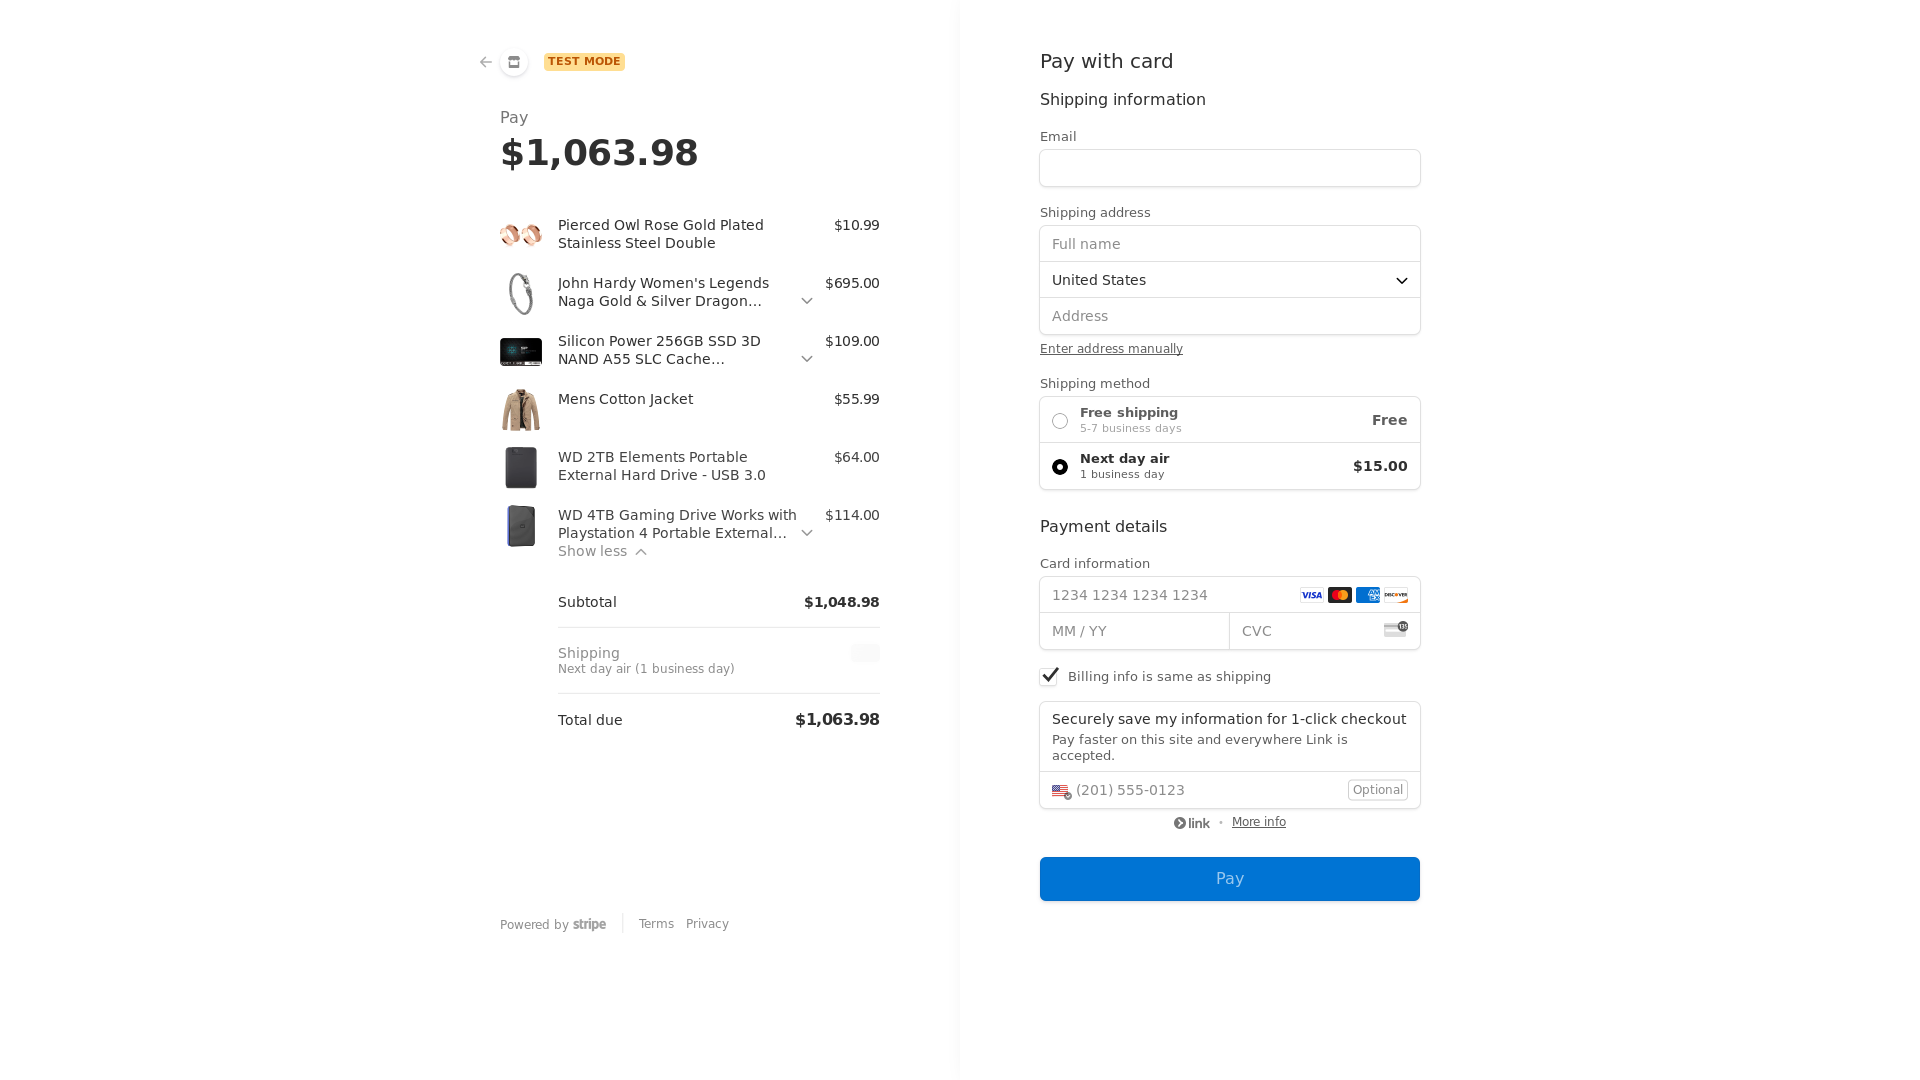 TEST MODE
Pay
$1,063.98
Pierced Owl Rose Gold Plated $10.99
Stainless Steel Double
John Hardy Women's Legends $695.00
Naga Gold & Silver Dragon...
Silicon Power 256GB SSD 3D $109.00
NAND A55 SLC Cache...
Mens Cotton Jacket $55.99
WD 2TB Elements Portable $64.00
External Hard Drive - USB 3.0
WD 4TB Gaming Drive Works with $114.00
Playstation 4 Portable External...
Show less
Subtotal $1,048.98
Shipping
Next day air (1 business day)
Total due $1,063.98
Powered by stripe Terms Privacy
Pay with card
Shipping information
Email
Shipping address
Full name
United States
Address
Enter address manually
Shipping method
Free shipping Free
5-7 business days
Next day air $15.00
1 business day
Payment details
Card information
1234 1234 1234 1234 VISA AMEX DISCOVER
MM / YY CVC 135
Billing info is same as shipping
Securely save my information for 1-click checkout
Pay faster on this site and everywhere Link is
accepted.
(201) 555-0123 Optional
link • More info
Pay